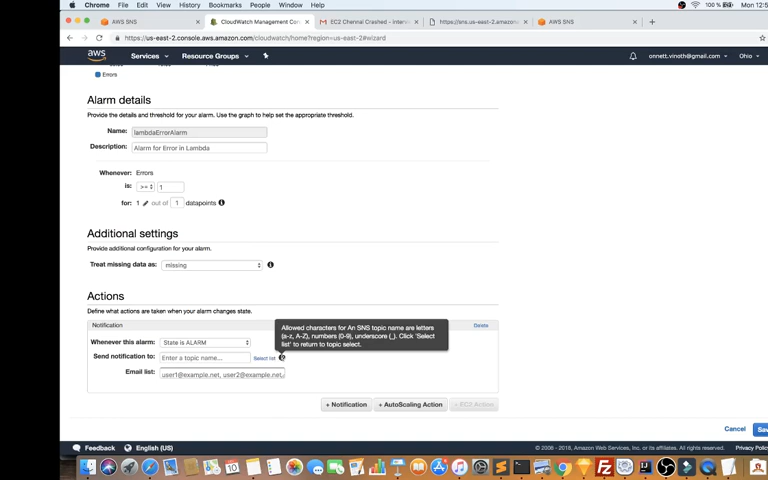 Chrome File Edit View History Bookmarks People Window Help 100 % Mon 12:5
AWS SNS CloudWatch Management Con EC2 Chennai Crashed - Intervi https://sns.us-east-2.amazona AWS SNS
https://us-east-2.console.aws.amazon.com/cloudwatch/home?region=us-east-2#wizard
aws Services Resource Groups onnett.vinoth@gmail.com Ohio
Errors
Alarm details
Provide the details and threshold for your alarm. Use the graph to help set the appropriate threshold.
Name: lambdaErrorAlarm
Description: Alarm for Error in Lambda
Whenever: Errors
is: >= 1
for: 1 out of 1 datapoints
Additional settings
Provide additional configuration for your alarm.
Treat missing data as: missing
Actions
Define what actions are taken when your alarm changes state.
Notification Delete
Allowed characters for An SNS topic name are letters
(a-z, A-Z), numbers (0-9), underscore (_). Click 'Select
list' to return to topic select.
Whenever this alarm: State is ALARM
Send notification to: Enter a topic name... Select list
Email list: user1@example.net, user2@example.net,
+ Notification + AutoScaling Action + EC2 Action
Cancel Sav
Feedback English (US) © 2008 - 2018, Amazon Web Services, Inc. or its affiliates. All rights reserved. Privacy Polic